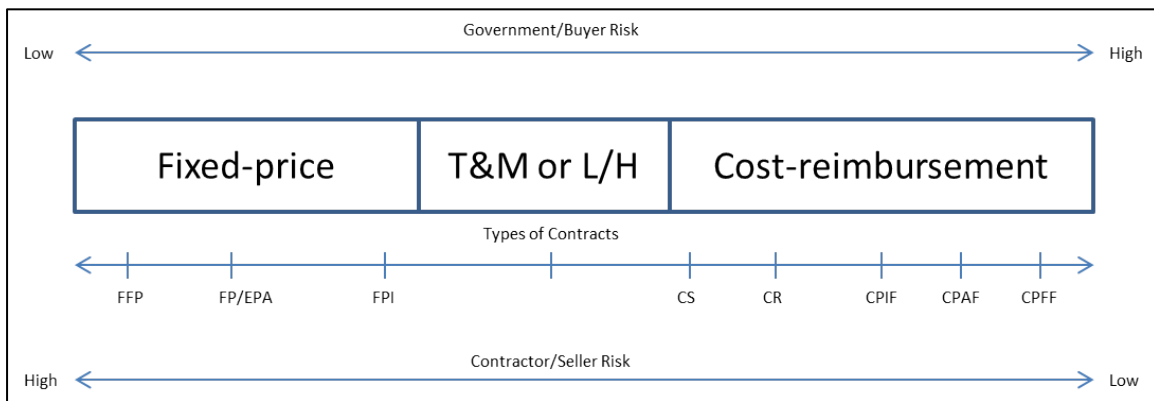 Government/Buyer Risk
Low High
Fixed-price T&M or L/H Cost-reimbursement
Types of Contracts
FFP FP/EPA FPI CS CR CPIF CPAF CPFF
Contractor/Seller Risk
High Low